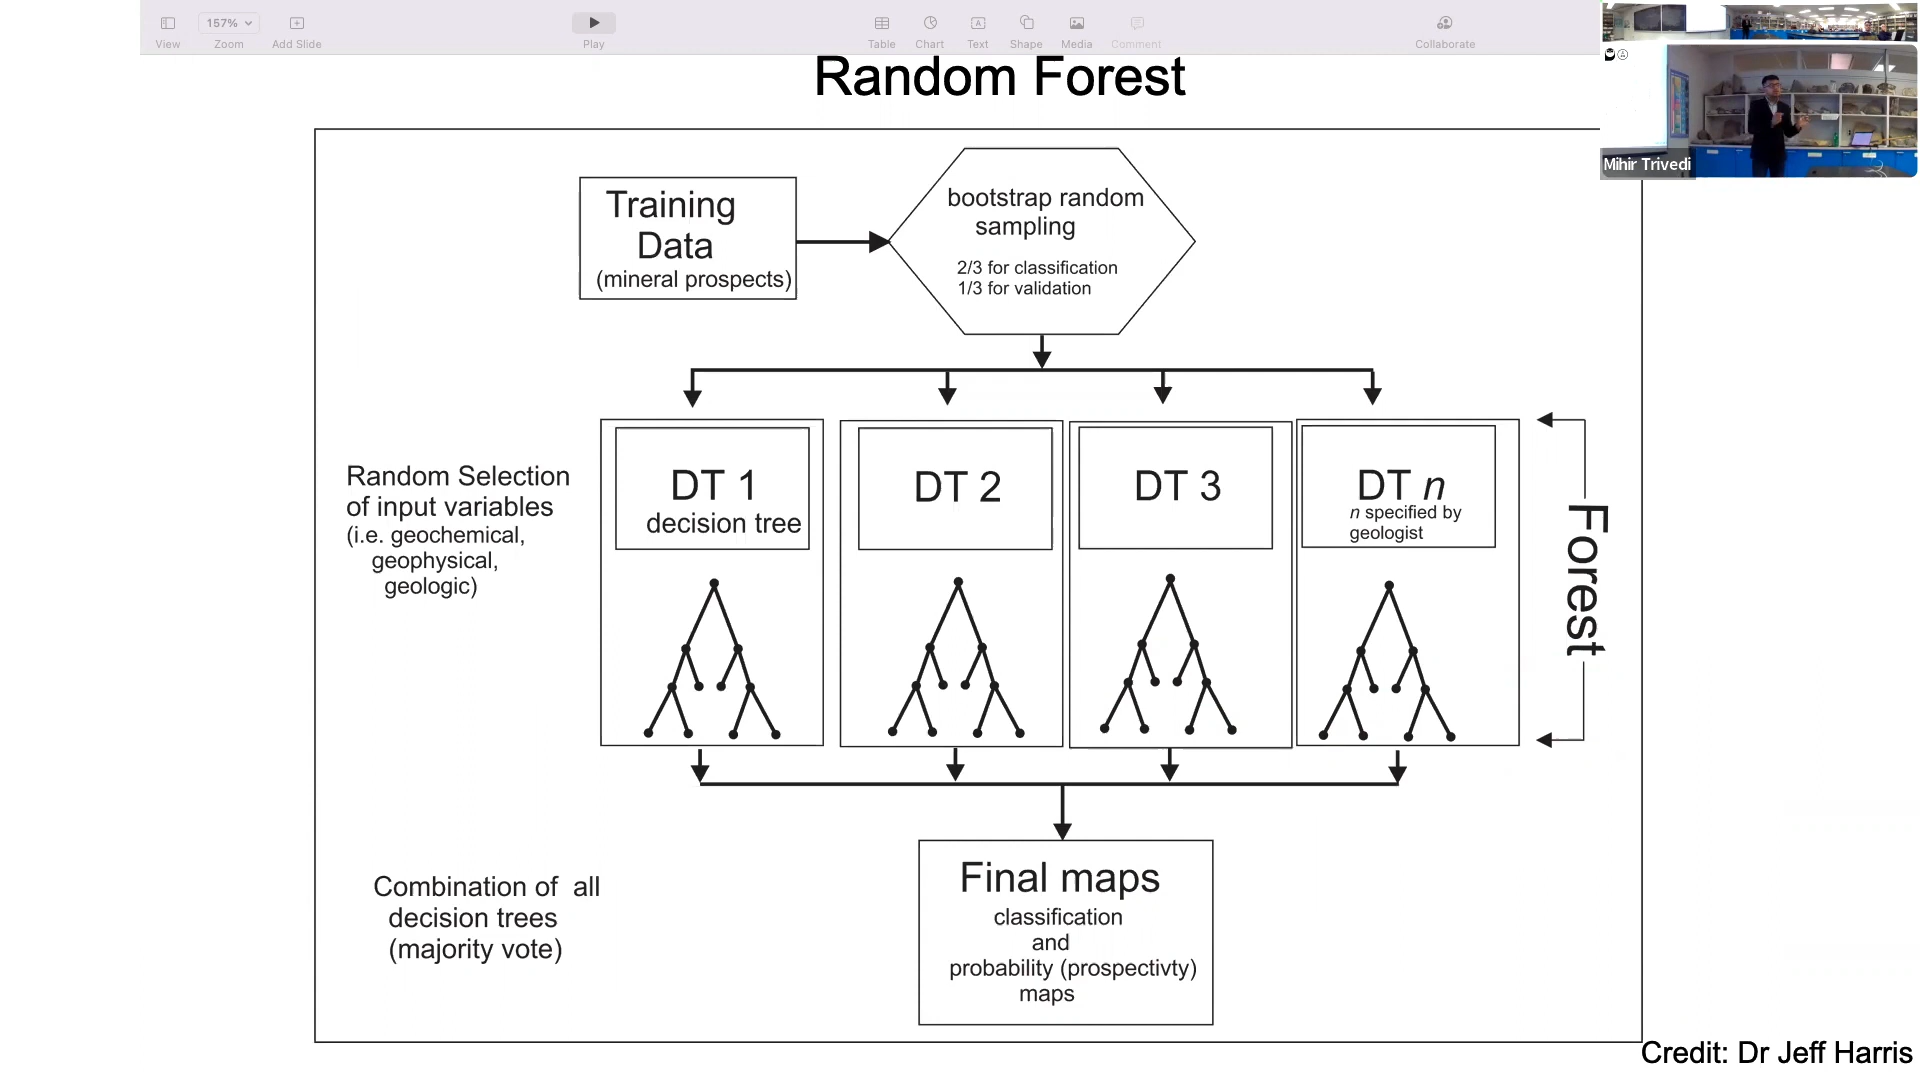 157%
View
Zoom
Add Slide
Play
Table
Chart
Text
Shape
Media
Comment
Collaborate
Mihir Trivedi
Random Forest
Training
Data
(mineral prospects)
bootstrap random
sampling
2/3 for classification
1/3 for validation
Random Selection
of input variables
(i.e. geochemical,
geophysical,
geologic)
DT 1
decision tree
DT 2
DT 3
DT n
n specified by
geologist
Forest
Combination of all
decision trees
(majority vote)
Final maps
classification
and
probability (prospectivty)
maps
Credit: Dr Jeff Harris